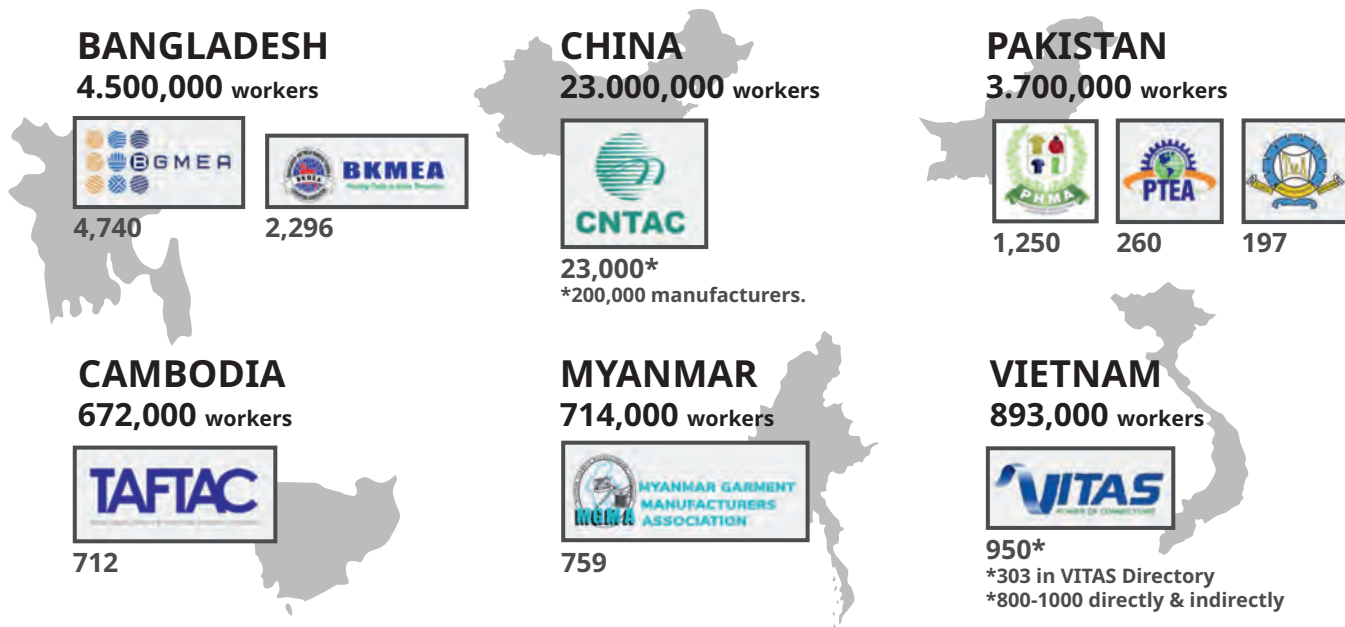 BANGLADESH
4.500,000 workers
BGMEA
BKMEA
4,740
2,296
CHINA
23.000,000 workers
CNTAC
23,000*
*200,000 manufacturers.
PAKISTAN
3.700,000 workers
PHMA
PTEA
1,250
260
197
CAMBODIA
672,000 workers
TAFTAC
712
MYANMAR
714,000 workers
MGMA
MYANMAR GARMENT
MANUFACTURERS
ASSOCIATION
759
VIETNAM
893,000 workers
VITAS
POWER OF CONNECTIONS
950*
*303 in VITAS Directory
*800-1000 directly & indirectly